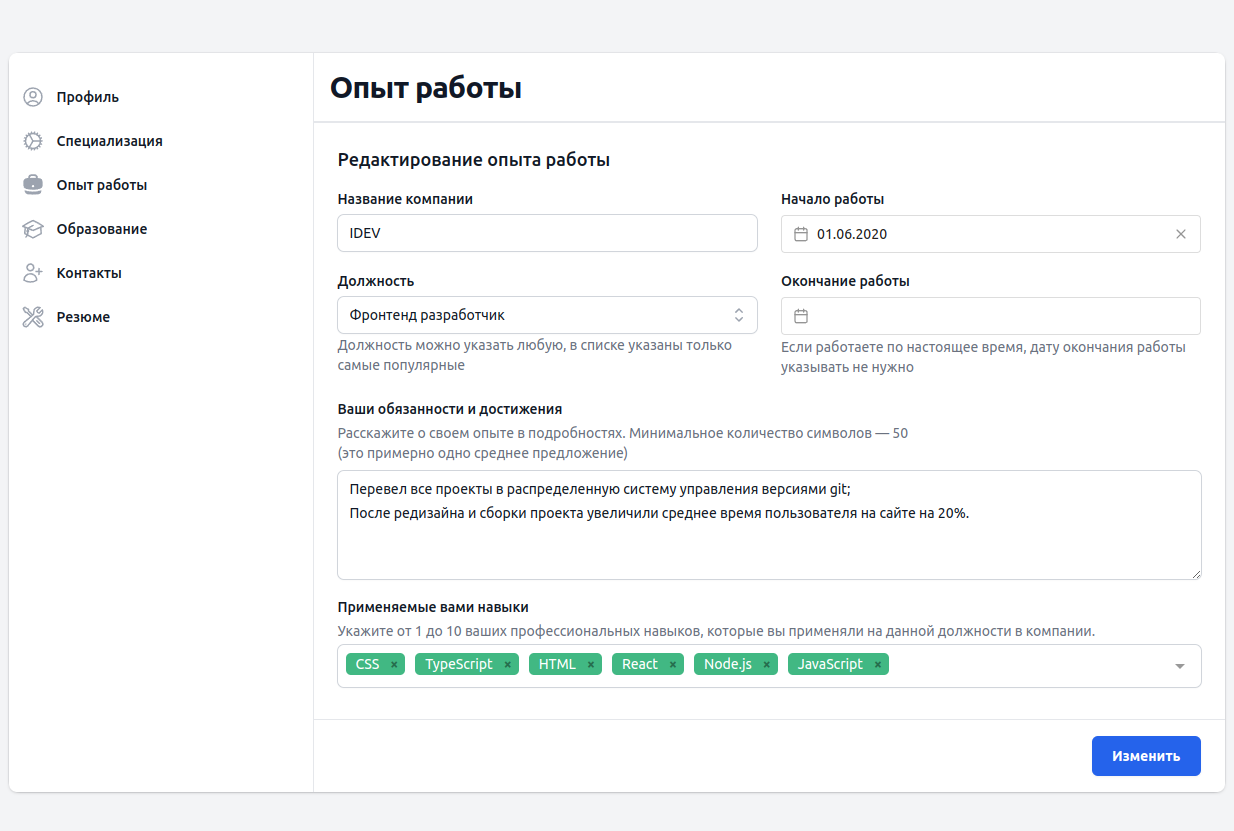 Профиль
Специализация
Опыт работы
Образование
Контакты
Резюме
Опыт работы
Редактирование опыта работы
Название компании
IDEV
Начало работы
01.06.2020
Должность
Фронтенд разработчик
Должность можно указать любую, в списке указаны только
самые популярные
Окончание работы
Если работаете по настоящее время, дату окончания работы
указывать не нужно
Ваши обязанности и достижения
Расскажите о своем опыте в подробностях. Минимальное количество символов — 50
(это примерно одно среднее предложение)
Перевел все проекты в распределенную систему управления версиями git;
После редизайна и сборки проекта увеличили среднее время пользователя на сайте на 20%.
Применяемые вами навыки
Укажите от 1 до 10 ваших профессиональных навыков, которые вы применяли на данной должности в компании.
CSS × TypeScript × HTML × React × Node.js × JavaScript ×
Изменить